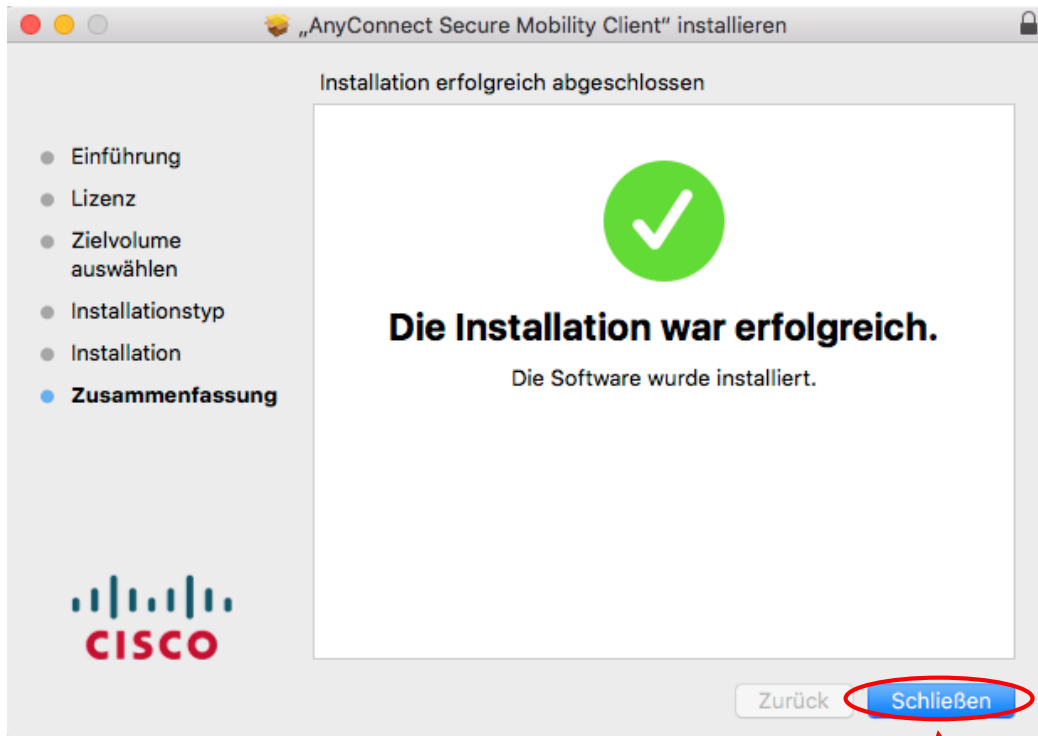 „AnyConnect Secure Mobility Client“ installieren
Installation erfolgreich abgeschlossen
Einführung
Lizenz
Zielvolume
auswählen
Installationstyp
Installation
Zusammenfassung
Die Installation war erfolgreich.
Die Software wurde installiert.
CISCO
Zurück
Schließen